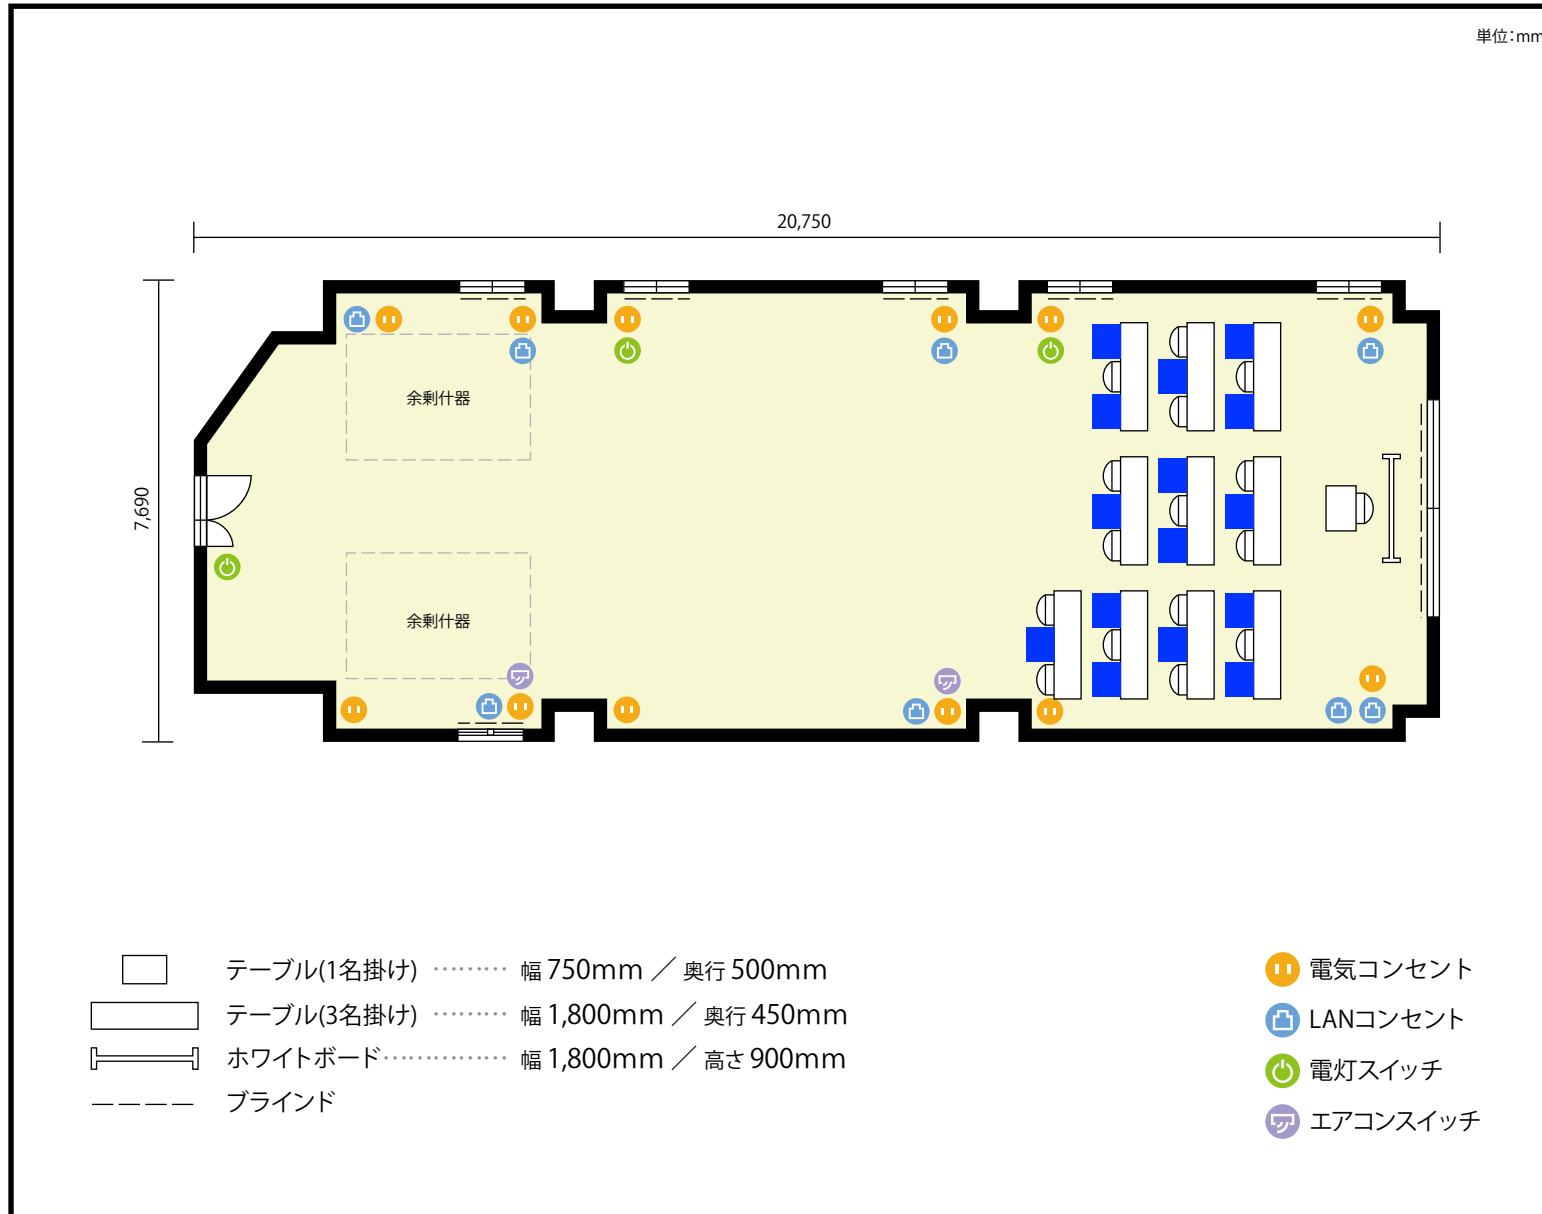 単位:mm
20,750
7,690
余剰什器
余剰什器
テーブル(1名掛け) ········· 幅 750mm ／ 奥行 500mm
テーブル(3名掛け) ········· 幅 1,800mm ／ 奥行 450mm
ホワイトボード··············· 幅 1,800mm ／ 高さ 900mm
ブラインド
電気コンセント
LANコンセント
電灯スイッチ
エアコンスイッチ